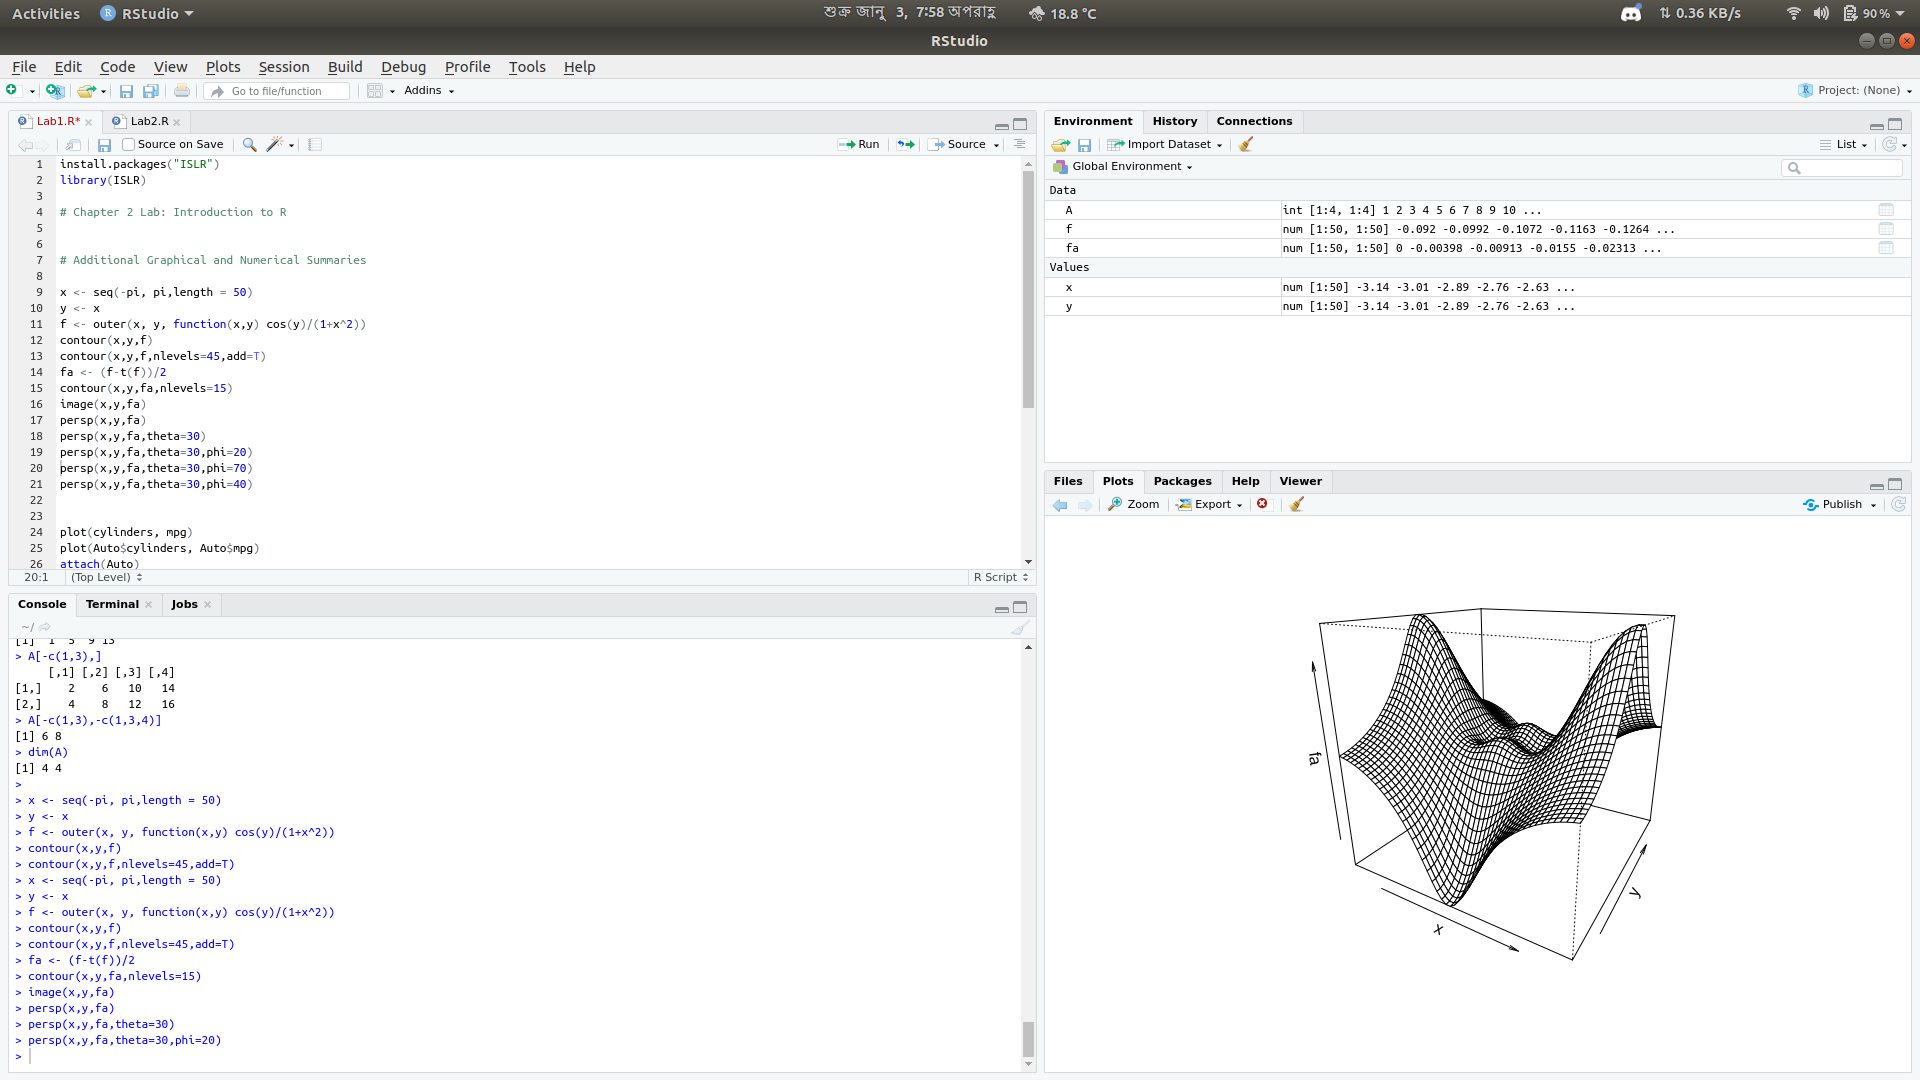 Activities RStudio শুক্র জানু 3, 7:58 অপরাহ্ণ 18.8 °C 0.36 KB/s 90 %
RStudio
File Edit Code View Plots Session Build Debug Profile Tools Help
Go to file/function Addins Project: (None)
Lab1.R* Lab2.R
Source on Save Run Source
1 install.packages("ISLR")
2 library(ISLR)
3
4 # Chapter 2 Lab: Introduction to R
5
6
7 # Additional Graphical and Numerical Summaries
8
9 x <- seq(-pi, pi,length = 50)
10 y <- x
11 f <- outer(x, y, function(x,y) cos(y)/(1+x^2))
12 contour(x,y,f)
13 contour(x,y,f,nlevels=45,add=T)
14 fa <- (f-t(f))/2
15 contour(x,y,fa,nlevels=15)
16 image(x,y,fa)
17 persp(x,y,fa)
18 persp(x,y,fa,theta=30)
19 persp(x,y,fa,theta=30,phi=20)
20 persp(x,y,fa,theta=30,phi=70)
21 persp(x,y,fa,theta=30,phi=40)
22
23
24 plot(cylinders, mpg)
25 plot(Auto$cylinders, Auto$mpg)
26 attach(Auto)
20:1 (Top Level) R Script
Console Terminal Jobs
~/
[1] 1 5 9 13
> A[-c(1,3),]
[,1] [,2] [,3] [,4]
[1,] 2 6 10 14
[2,] 4 8 12 16
> A[-c(1,3),-c(1,3,4)]
[1] 6 8
> dim(A)
[1] 4 4
>
> x <- seq(-pi, pi,length = 50)
> y <- x
> f <- outer(x, y, function(x,y) cos(y)/(1+x^2))
> contour(x,y,f)
> contour(x,y,f,nlevels=45,add=T)
> x <- seq(-pi, pi,length = 50)
> y <- x
> f <- outer(x, y, function(x,y) cos(y)/(1+x^2))
> contour(x,y,f)
> contour(x,y,f,nlevels=45,add=T)
> fa <- (f-t(f))/2
> contour(x,y,fa,nlevels=15)
> image(x,y,fa)
> persp(x,y,fa)
> persp(x,y,fa,theta=30)
> persp(x,y,fa,theta=30,phi=20)
>
Environment History Connections
Import Dataset List
Global Environment
Data
A int [1:4, 1:4] 1 2 3 4 5 6 7 8 9 10 ...
f num [1:50, 1:50] -0.092 -0.0992 -0.1072 -0.1163 -0.1264 ...
fa num [1:50, 1:50] 0 -0.00398 -0.00913 -0.0155 -0.02313 ...
Values
x num [1:50] -3.14 -3.01 -2.89 -2.76 -2.63 ...
y num [1:50] -3.14 -3.01 -2.89 -2.76 -2.63 ...
Files Plots Packages Help Viewer
Zoom Export Publish
fa
x
y